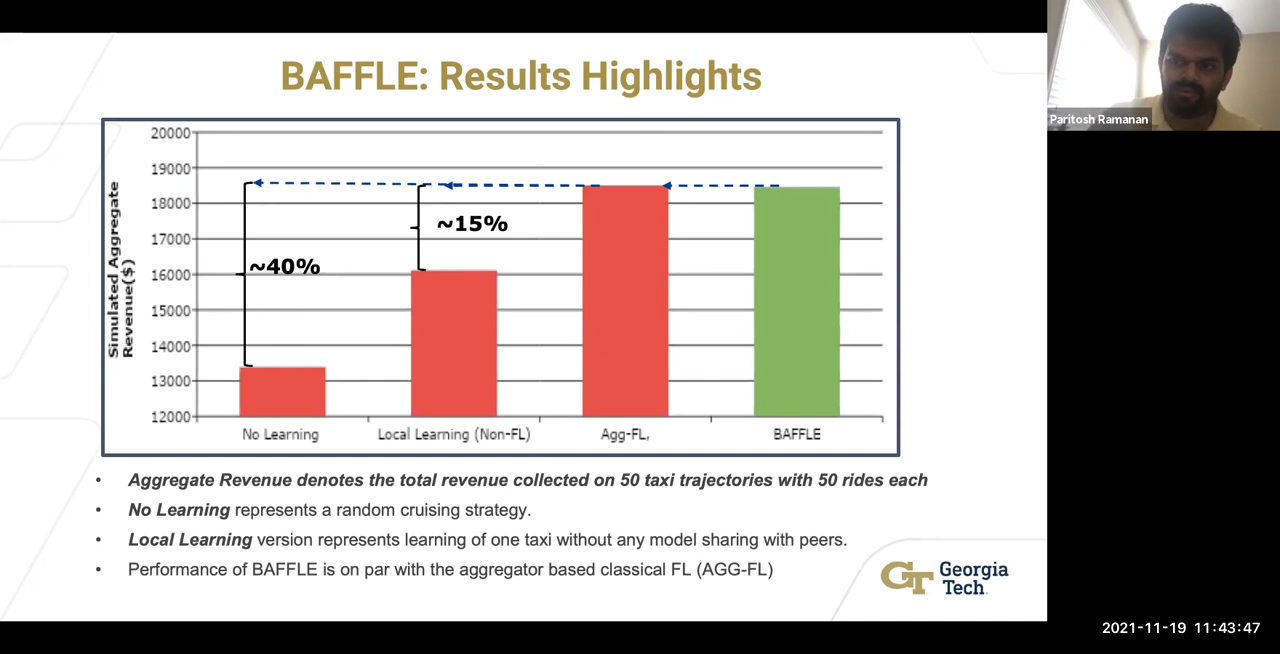 BAFFLE: Results Highlights
Paritosh Ramanan
20000
19000
18000
17000
16000
15000
14000
13000
12000
Simulated Aggregate
Revenue($)
~40%
~15%
No Learning
Local Learning (Non-FL)
Agg-FL,
BAFFLE
• Aggregate Revenue denotes the total revenue collected on 50 taxi trajectories with 50 rides each
• No Learning represents a random cruising strategy.
• Local Learning version represents learning of one taxi without any model sharing with peers.
• Performance of BAFFLE is on par with the aggregator based classical FL (AGG-FL)
GT Georgia
Tech
2021-11-19 11:43:47